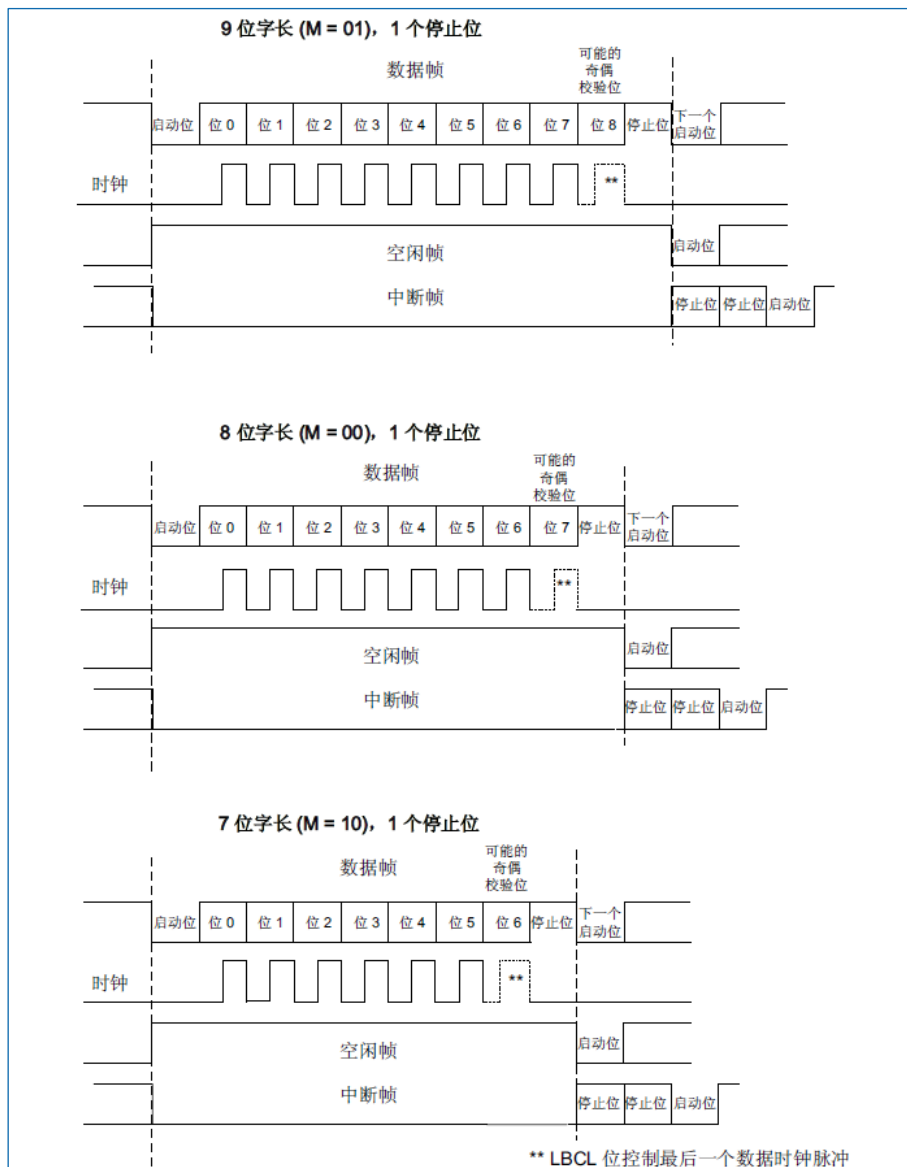 9 位字长 (M = 01)，1 个停止位
数据帧
可能的
奇偶
校验位
启动位 位 0 位 1 位 2 位 3 位 4 位 5 位 6 位 7 位 8 停止位 下一个
启动位
时钟
**
空闲帧
启动位
中断帧
停止位 停止位 启动位
8 位字长 (M = 00)，1 个停止位
数据帧
可能的
奇偶
校验位
启动位 位 0 位 1 位 2 位 3 位 4 位 5 位 6 位 7 停止位 下一个
启动位
时钟
**
空闲帧
启动位
中断帧
停止位 停止位 启动位
7 位字长 (M = 10)，1 个停止位
数据帧
可能的
奇偶
校验位
启动位 位 0 位 1 位 2 位 3 位 4 位 5 位 6 停止位 下一个
启动位
时钟
**
空闲帧
启动位
中断帧
停止位 停止位 启动位
** LBCL 位控制最后一个数据时钟脉冲